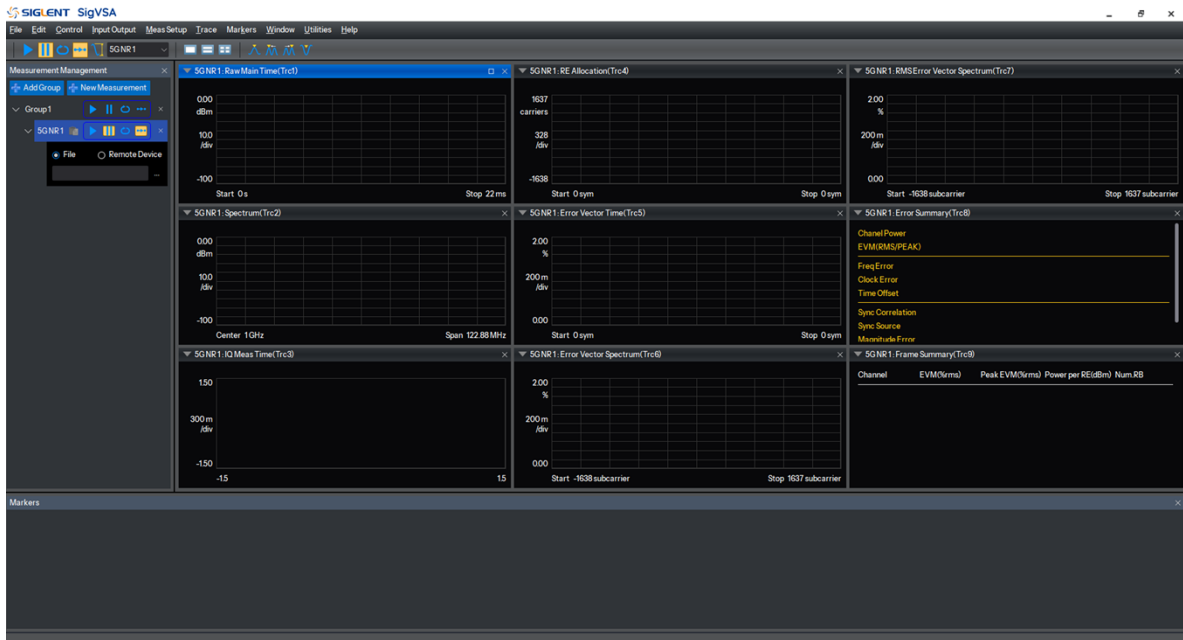 SIGLENT SigVSA
File Edit Control Input Output Meas Setup Trace Markers Window Utilities Help
5G NR 1
Measurement Management
Add Group New Measurement
Group1
5G NR 1
File Remote Device
...
5G NR 1: Raw Main Time(Trc1)
0.00
dBm
10.0
/div
-100
Start 0 s Stop 22 ms
5G NR 1: RE Allocation(Trc4)
1637
carriers
328
/div
-1638
Start 0 sym Stop 0 sym
5G NR 1: RMS Error Vector Spectrum(Trc7)
2.00
%
200 m
/div
0.00
Start -1638 subcarrier Stop 1637 subcarrier
5G NR 1: Spectrum(Trc2)
0.00
dBm
10.0
/div
-100
Center 1 GHz Span 122.88 MHz
5G NR 1: Error Vector Time(Trc5)
2.00
%
200 m
/div
0.00
Start 0 sym Stop 0 sym
5G NR 1: Error Summary(Trc8)
Chanel Power
EVM(RMS/PEAK)
Freq Error
Clock Error
Time Offset
Sync Correlation
Sync Source
Magnitude Error
5G NR 1: IQ Meas Time(Trc3)
1.50
300 m
/div
-1.50
-1.5 1.5
5G NR 1: Error Vector Spectrum(Trc6)
2.00
%
200 m
/div
0.00
Start -1638 subcarrier Stop 1637 subcarrier
5G NR 1: Frame Summary(Trc9)
Channel EVM(%rms) Peak EVM(%rms) Power per RE(dBm) Num.RB
Markers